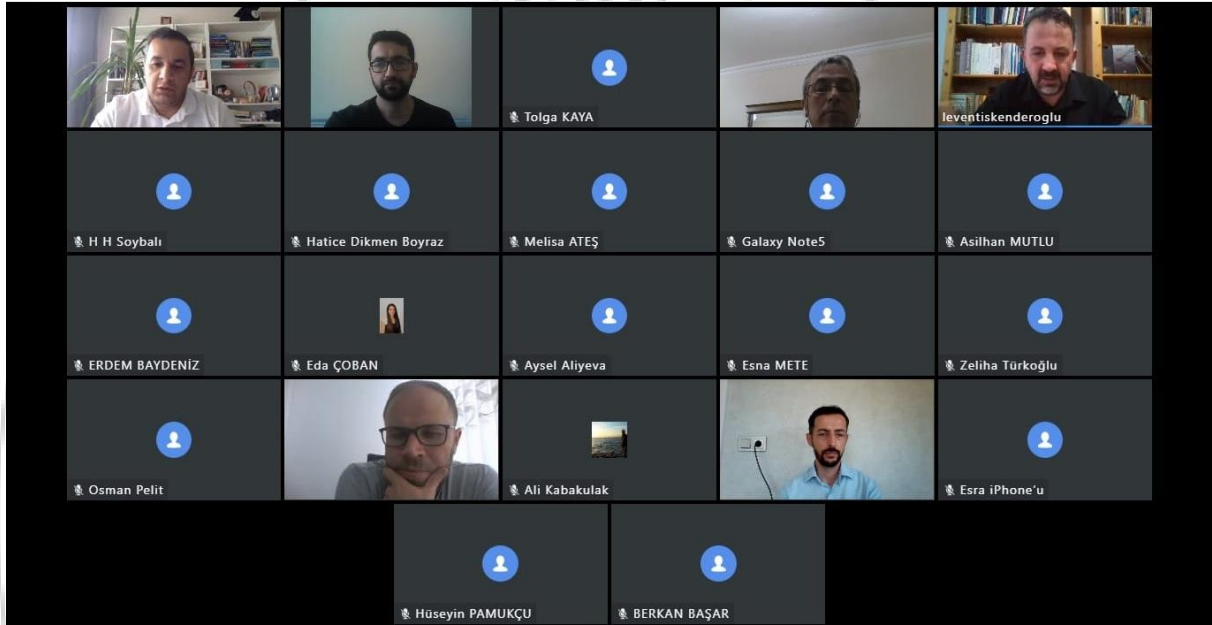 Tolga KAYA
leventiskenderoglu
H H Soybalı
Hatice Dikmen Boyraz
Melisa ATEŞ
Galaxy Note5
Asilhan MUTLU
ERDEM BAYDENİZ
Eda ÇOBAN
Aysel Aliyeva
Esna METE
Zeliha Türkoğlu
Osman Pelit
Ali Kabakulak
Esra iPhone'u
Hüseyin PAMUKÇU
BERKAN BAŞAR